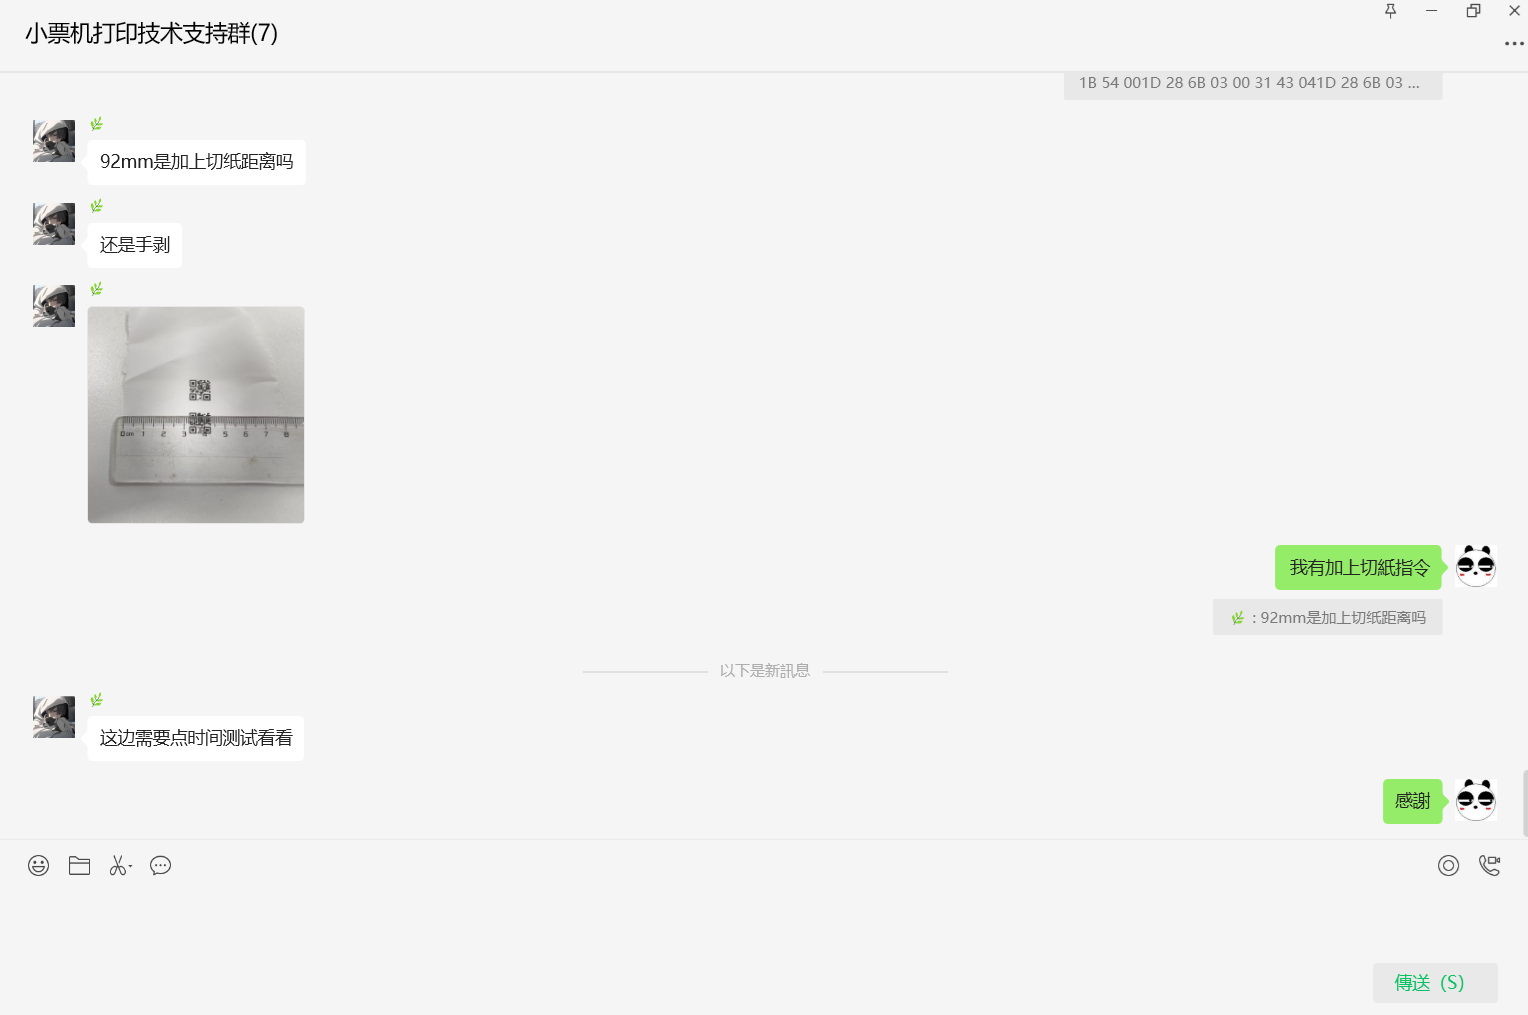 小票机打印技术支持群(7)
1B 54 001D 28 6B 03 00 31 43 041D 28 6B 03 ...
92mm是加上切纸距离吗
还是手剥
0cm 1 2 3 4 5 6 7 8
我有加上切紙指令
: 92mm是加上切纸距离吗
以下是新訊息
这边需要点时间测试看看
感謝
傳送（S）